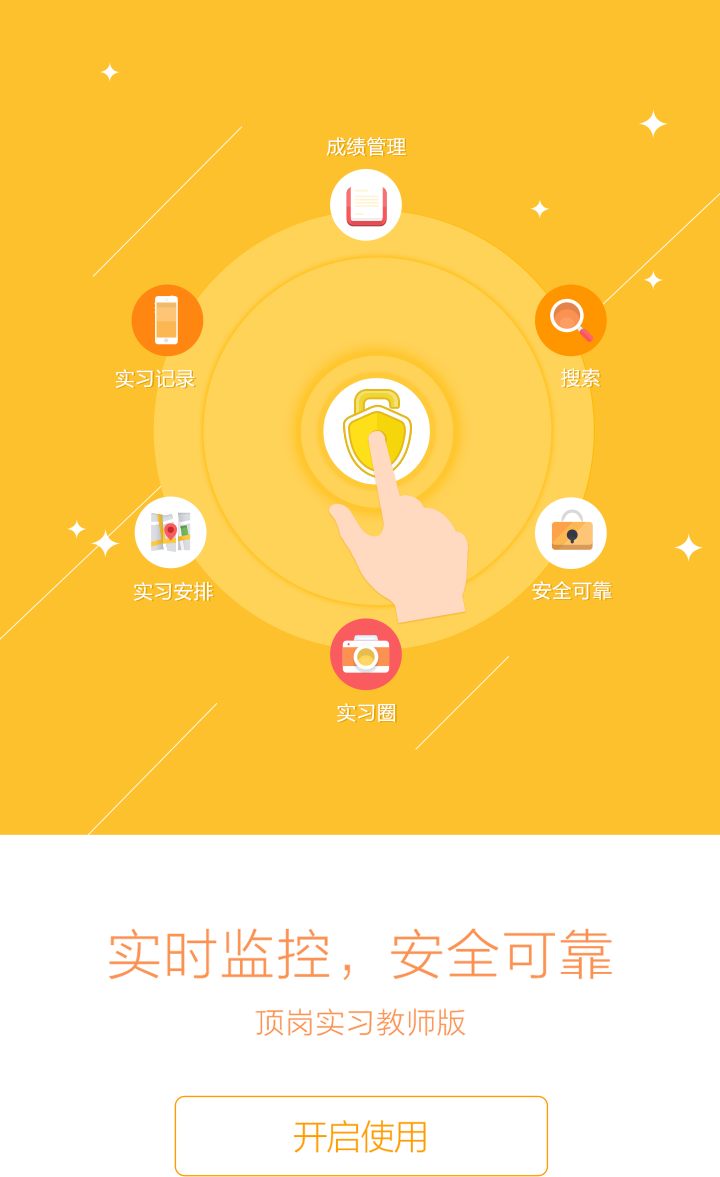 成绩管理
实习记录
搜索
实习安排
安全可靠
实习圈
实时监控，安全可靠
顶岗实习教师版
开启使用